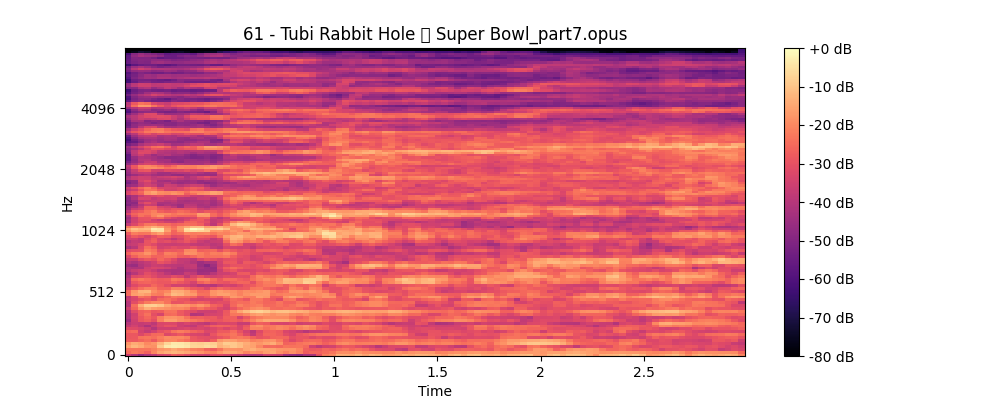 61 - Tubi Rabbit Hole ▯ Super Bowl_part7.opus
+0 dB
4096
-10 dB
-20 dB
2048
-30 dB
Hz
-40 dB
1024
-50 dB
-60 dB
512
-70 dB
0
-80 dB
0 0.5 1 1.5 2 2.5
Time